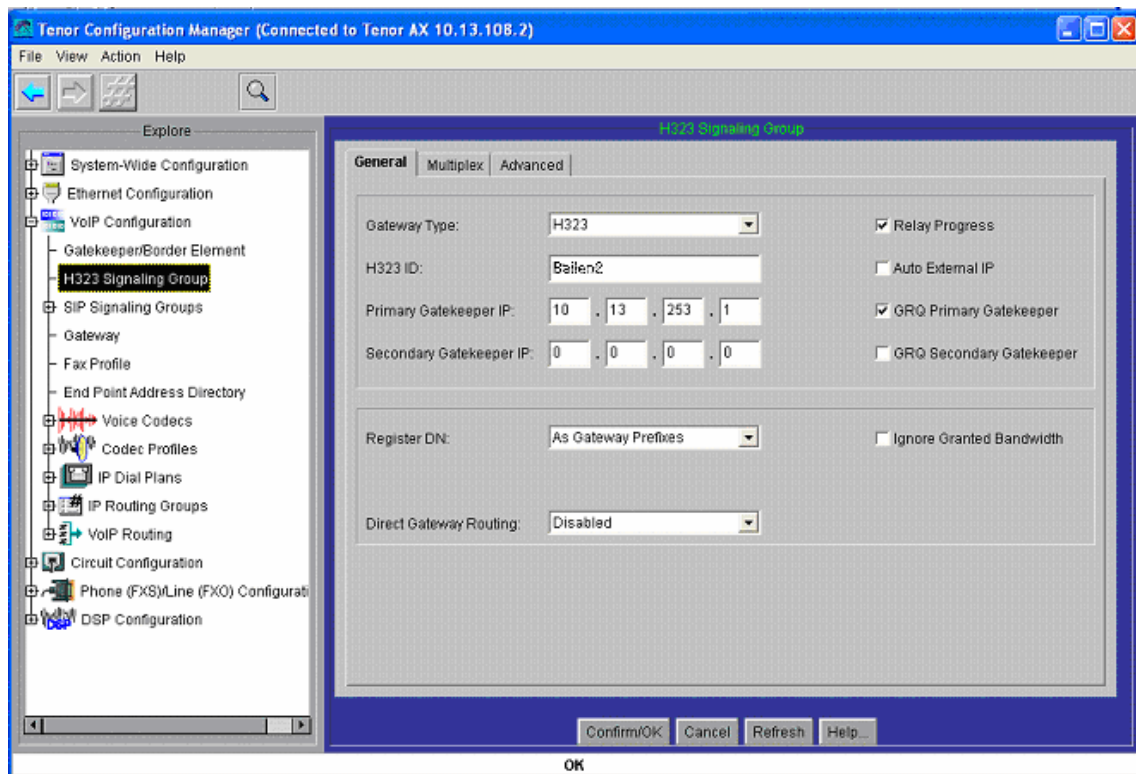 Tenor Configuration Manager (Connected to Tenor AX 10.13.108.2)
File View Action Help
Explore
System-Wide Configuration
Ethernet Configuration
VoIP Configuration
Gatekeeper/Border Element
H323 Signaling Group
SIP Signaling Groups
Gateway
Fax Profile
End Point Address Directory
Voice Codecs
Codec Profiles
IP Dial Plans
IP Routing Groups
VoIP Routing
Circuit Configuration
Phone (FXS)/Line (FXO) Configurati
DSP Configuration
H323 Signaling Group
General Multiplex Advanced
Gateway Type: H323 Relay Progress
H323 ID: Bailen2 Auto External IP
Primary Gatekeeper IP: 10 . 13 . 253 . 1 GRQ Primary Gatekeeper
Secondary Gatekeeper IP: 0 . 0 . 0 . 0 GRQ Secondary Gatekeeper
Register DN: As Gateway Prefixes Ignore Granted Bandwidth
Direct Gateway Routing: Disabled
Confirm/OK Cancel Refresh Help...
OK